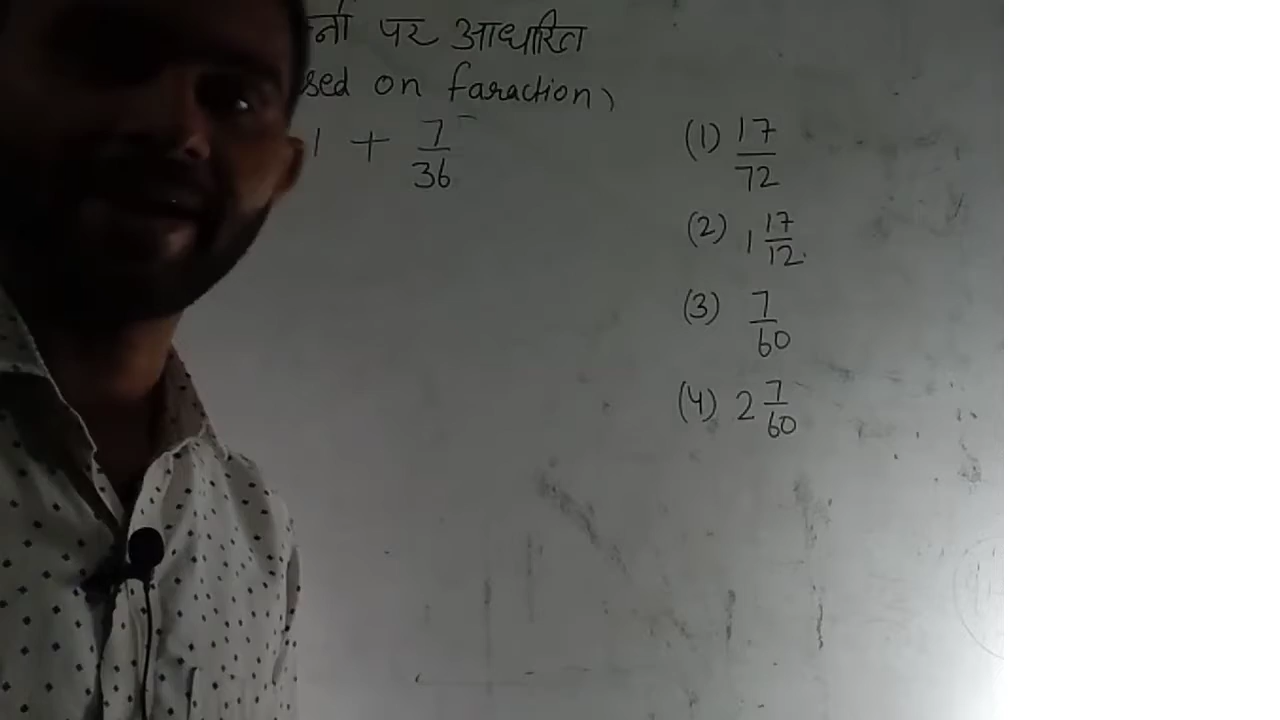 पर आधारित
sed on faraction)
1 + 7/36
(1) 17/72
(2) 1 17/12
(3) 7/60
(4) 2 7/60